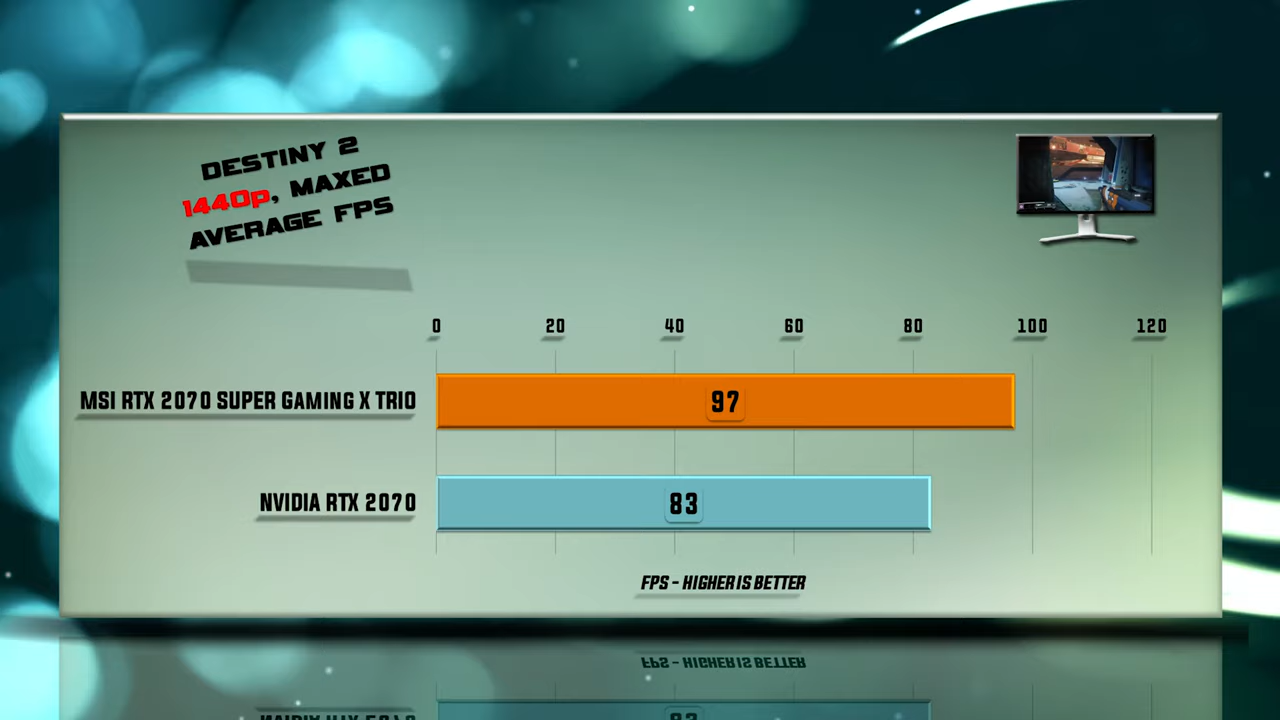 DESTINY 2
1440p, MAXED
AVERAGE FPS
0 20 40 60 80 100 120
MSI RTX 2070 SUPER GAMING X TRIO
97
NVIDIA RTX 2070
83
FPS - HIGHER IS BETTER